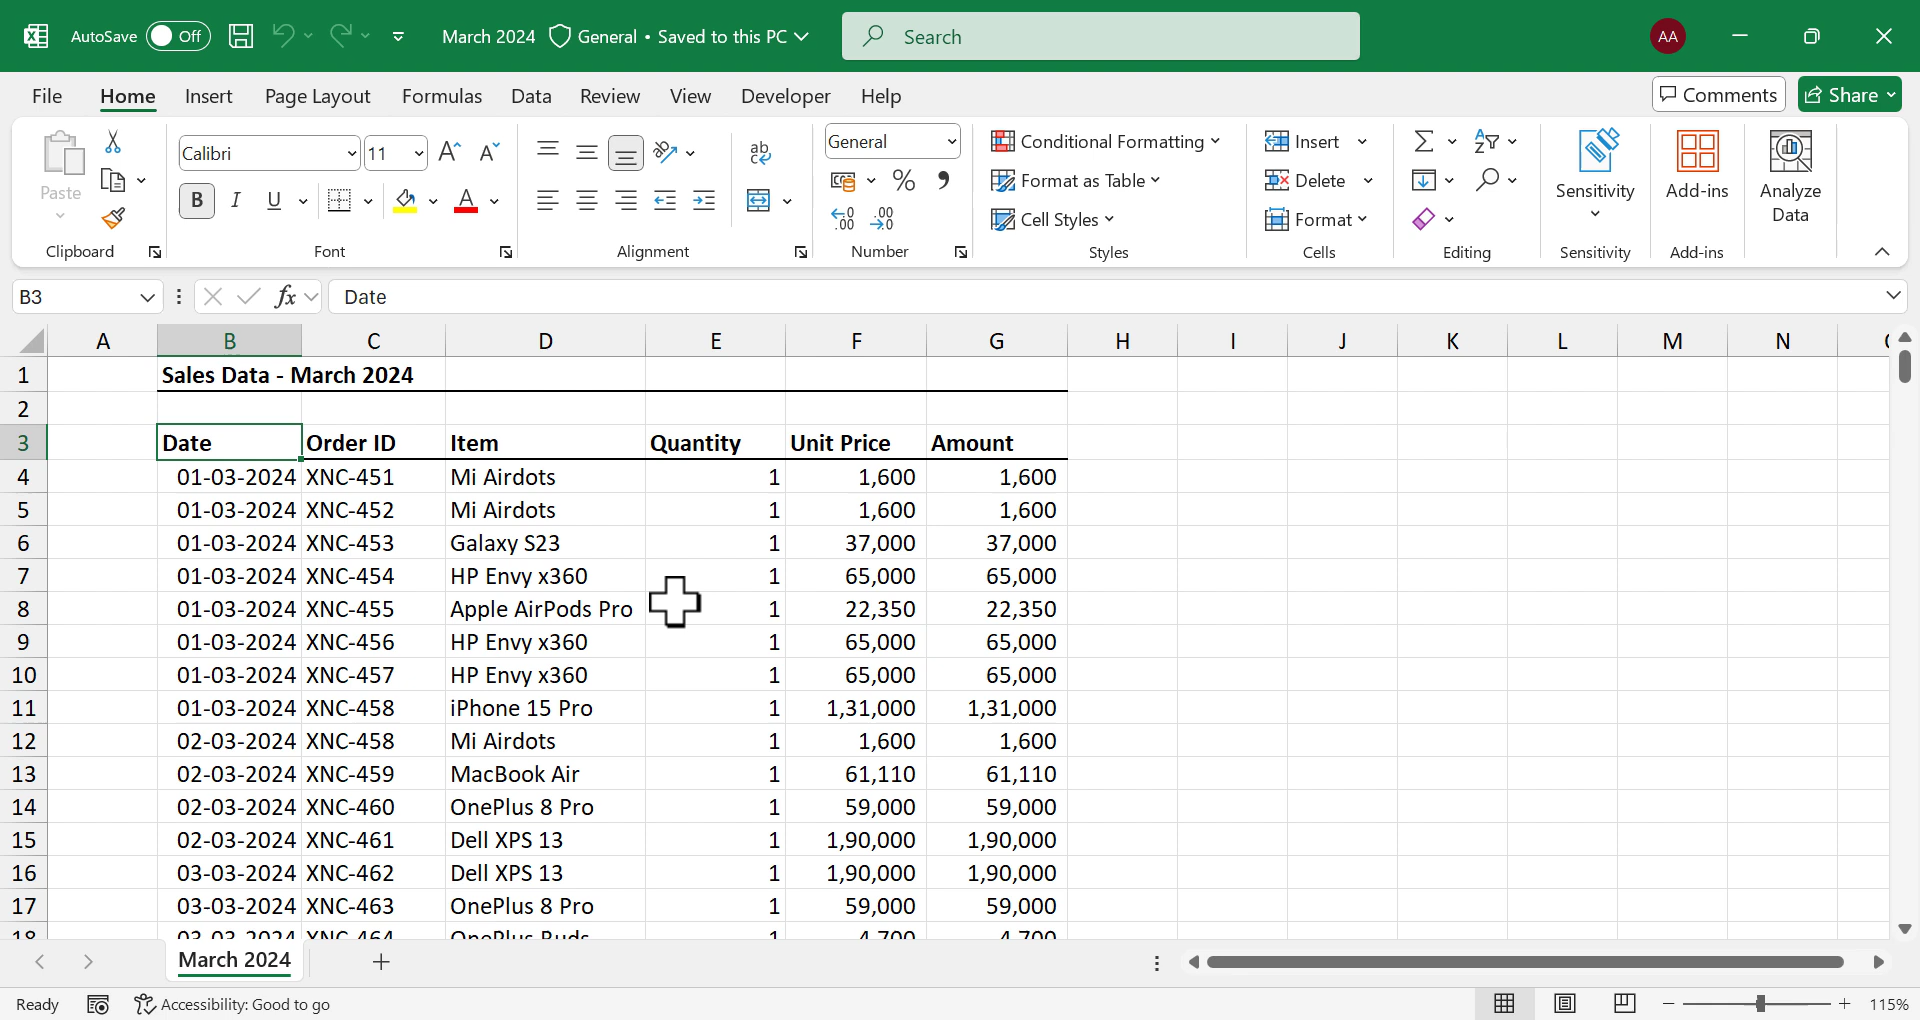 AutoSave Off March 2024 General • Saved to this PC Search AA
File Home Insert Page Layout Formulas Data Review View Developer Help Comments Share
Paste Calibri 11 B I U General % Conditional Formatting Format as Table Cell Styles Insert Delete Format Sensitivity Add-ins Analyze Data
Clipboard Font Alignment Number Styles Cells Editing Sensitivity Add-ins
B3 fx Date
A B C D E F G H I J K L M N
1 Sales Data - March 2024
2
3 Date Order ID Item Quantity Unit Price Amount
4 01-03-2024 XNC-451 Mi Airdots 1 1,600 1,600
5 01-03-2024 XNC-452 Mi Airdots 1 1,600 1,600
6 01-03-2024 XNC-453 Galaxy S23 1 37,000 37,000
7 01-03-2024 XNC-454 HP Envy x360 1 65,000 65,000
8 01-03-2024 XNC-455 Apple AirPods Pro 1 22,350 22,350
9 01-03-2024 XNC-456 HP Envy x360 1 65,000 65,000
10 01-03-2024 XNC-457 HP Envy x360 1 65,000 65,000
11 01-03-2024 XNC-458 iPhone 15 Pro 1 1,31,000 1,31,000
12 02-03-2024 XNC-458 Mi Airdots 1 1,600 1,600
13 02-03-2024 XNC-459 MacBook Air 1 61,110 61,110
14 02-03-2024 XNC-460 OnePlus 8 Pro 1 59,000 59,000
15 02-03-2024 XNC-461 Dell XPS 13 1 1,90,000 1,90,000
16 03-03-2024 XNC-462 Dell XPS 13 1 1,90,000 1,90,000
17 03-03-2024 XNC-463 OnePlus 8 Pro 1 59,000 59,000
18 03-03-2024 XNC-464 OnePlus Buds 1 4,700 4,700
March 2024
Ready Accessibility: Good to go 115%